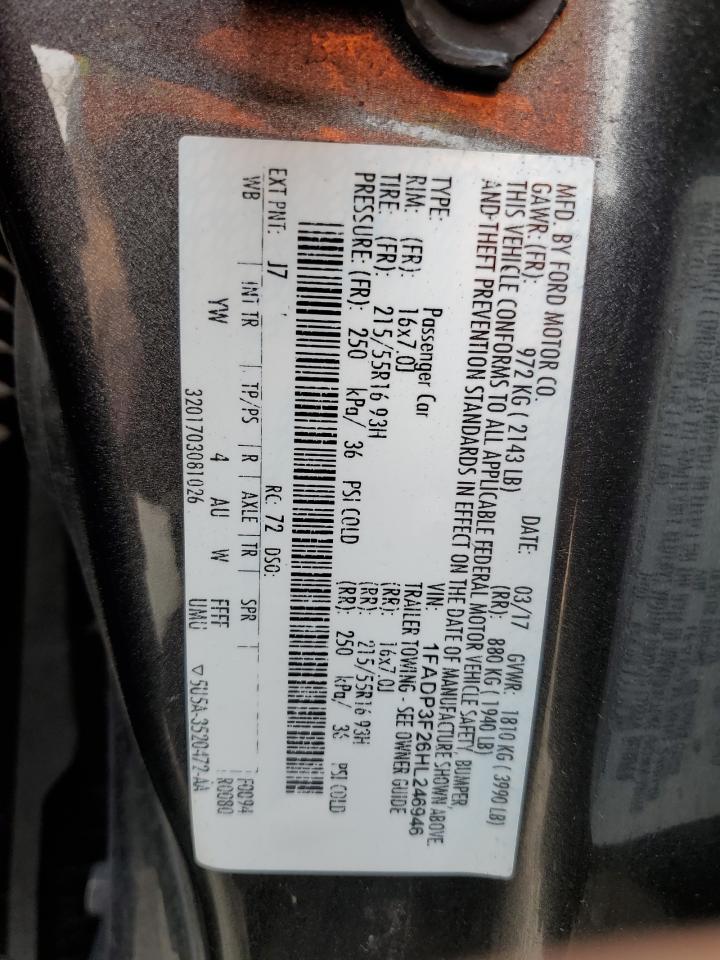 MFD. BY FORD MOTOR CO.
DATE: 03/17 GVWR: 1810 KG ( 3990 LB)
GAWR: (FR): 972 KG ( 2143 LB) (RR): 880 KG ( 1940 LB)
THIS VEHICLE CONFORMS TO ALL APPLICABLE FEDERAL MOTOR VEHICLE SAFETY, BUMPER,
AND THEFT PREVENTION STANDARDS IN EFFECT ON THE DATE OF MANUFACTURE SHOWN ABOVE.
VIN: 1FADP3F26HL246946
TYPE: Passenger Car TRAILER TOWING - SEE OWNER GUIDE
RIM: (FR): 16x7.0J (RR): 16x7.0J
TIRE: (FR): 215/55R16 93H (RR): 215/55R16 93H
PRESSURE: (FR): 250 kPa/ 36 PSI COLD (RR): 250 kPa/ 36 PSI COLD
EXT PNT: J7 RC: 72 DSO:
WB INT TR TP/PS R AXLE TR SPR
YW 4 AU W FFFF
3201703081026 UMU ▽ 5U5A-3520472-AA